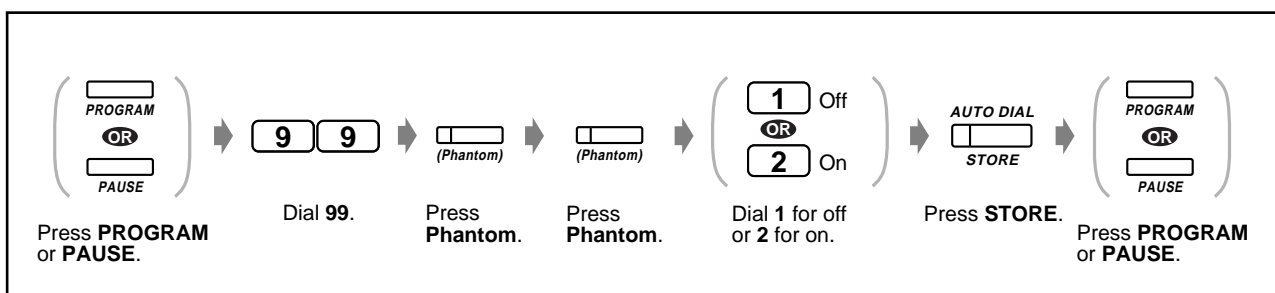 PROGRAM
OR
PAUSE
Press PROGRAM
or PAUSE.
9 9
Dial 99.
(Phantom)
Press
Phantom.
(Phantom)
Press
Phantom.
1 Off
OR
2 On
Dial 1 for off
or 2 for on.
AUTO DIAL
STORE
Press STORE.
PROGRAM
OR
PAUSE
Press PROGRAM
or PAUSE.